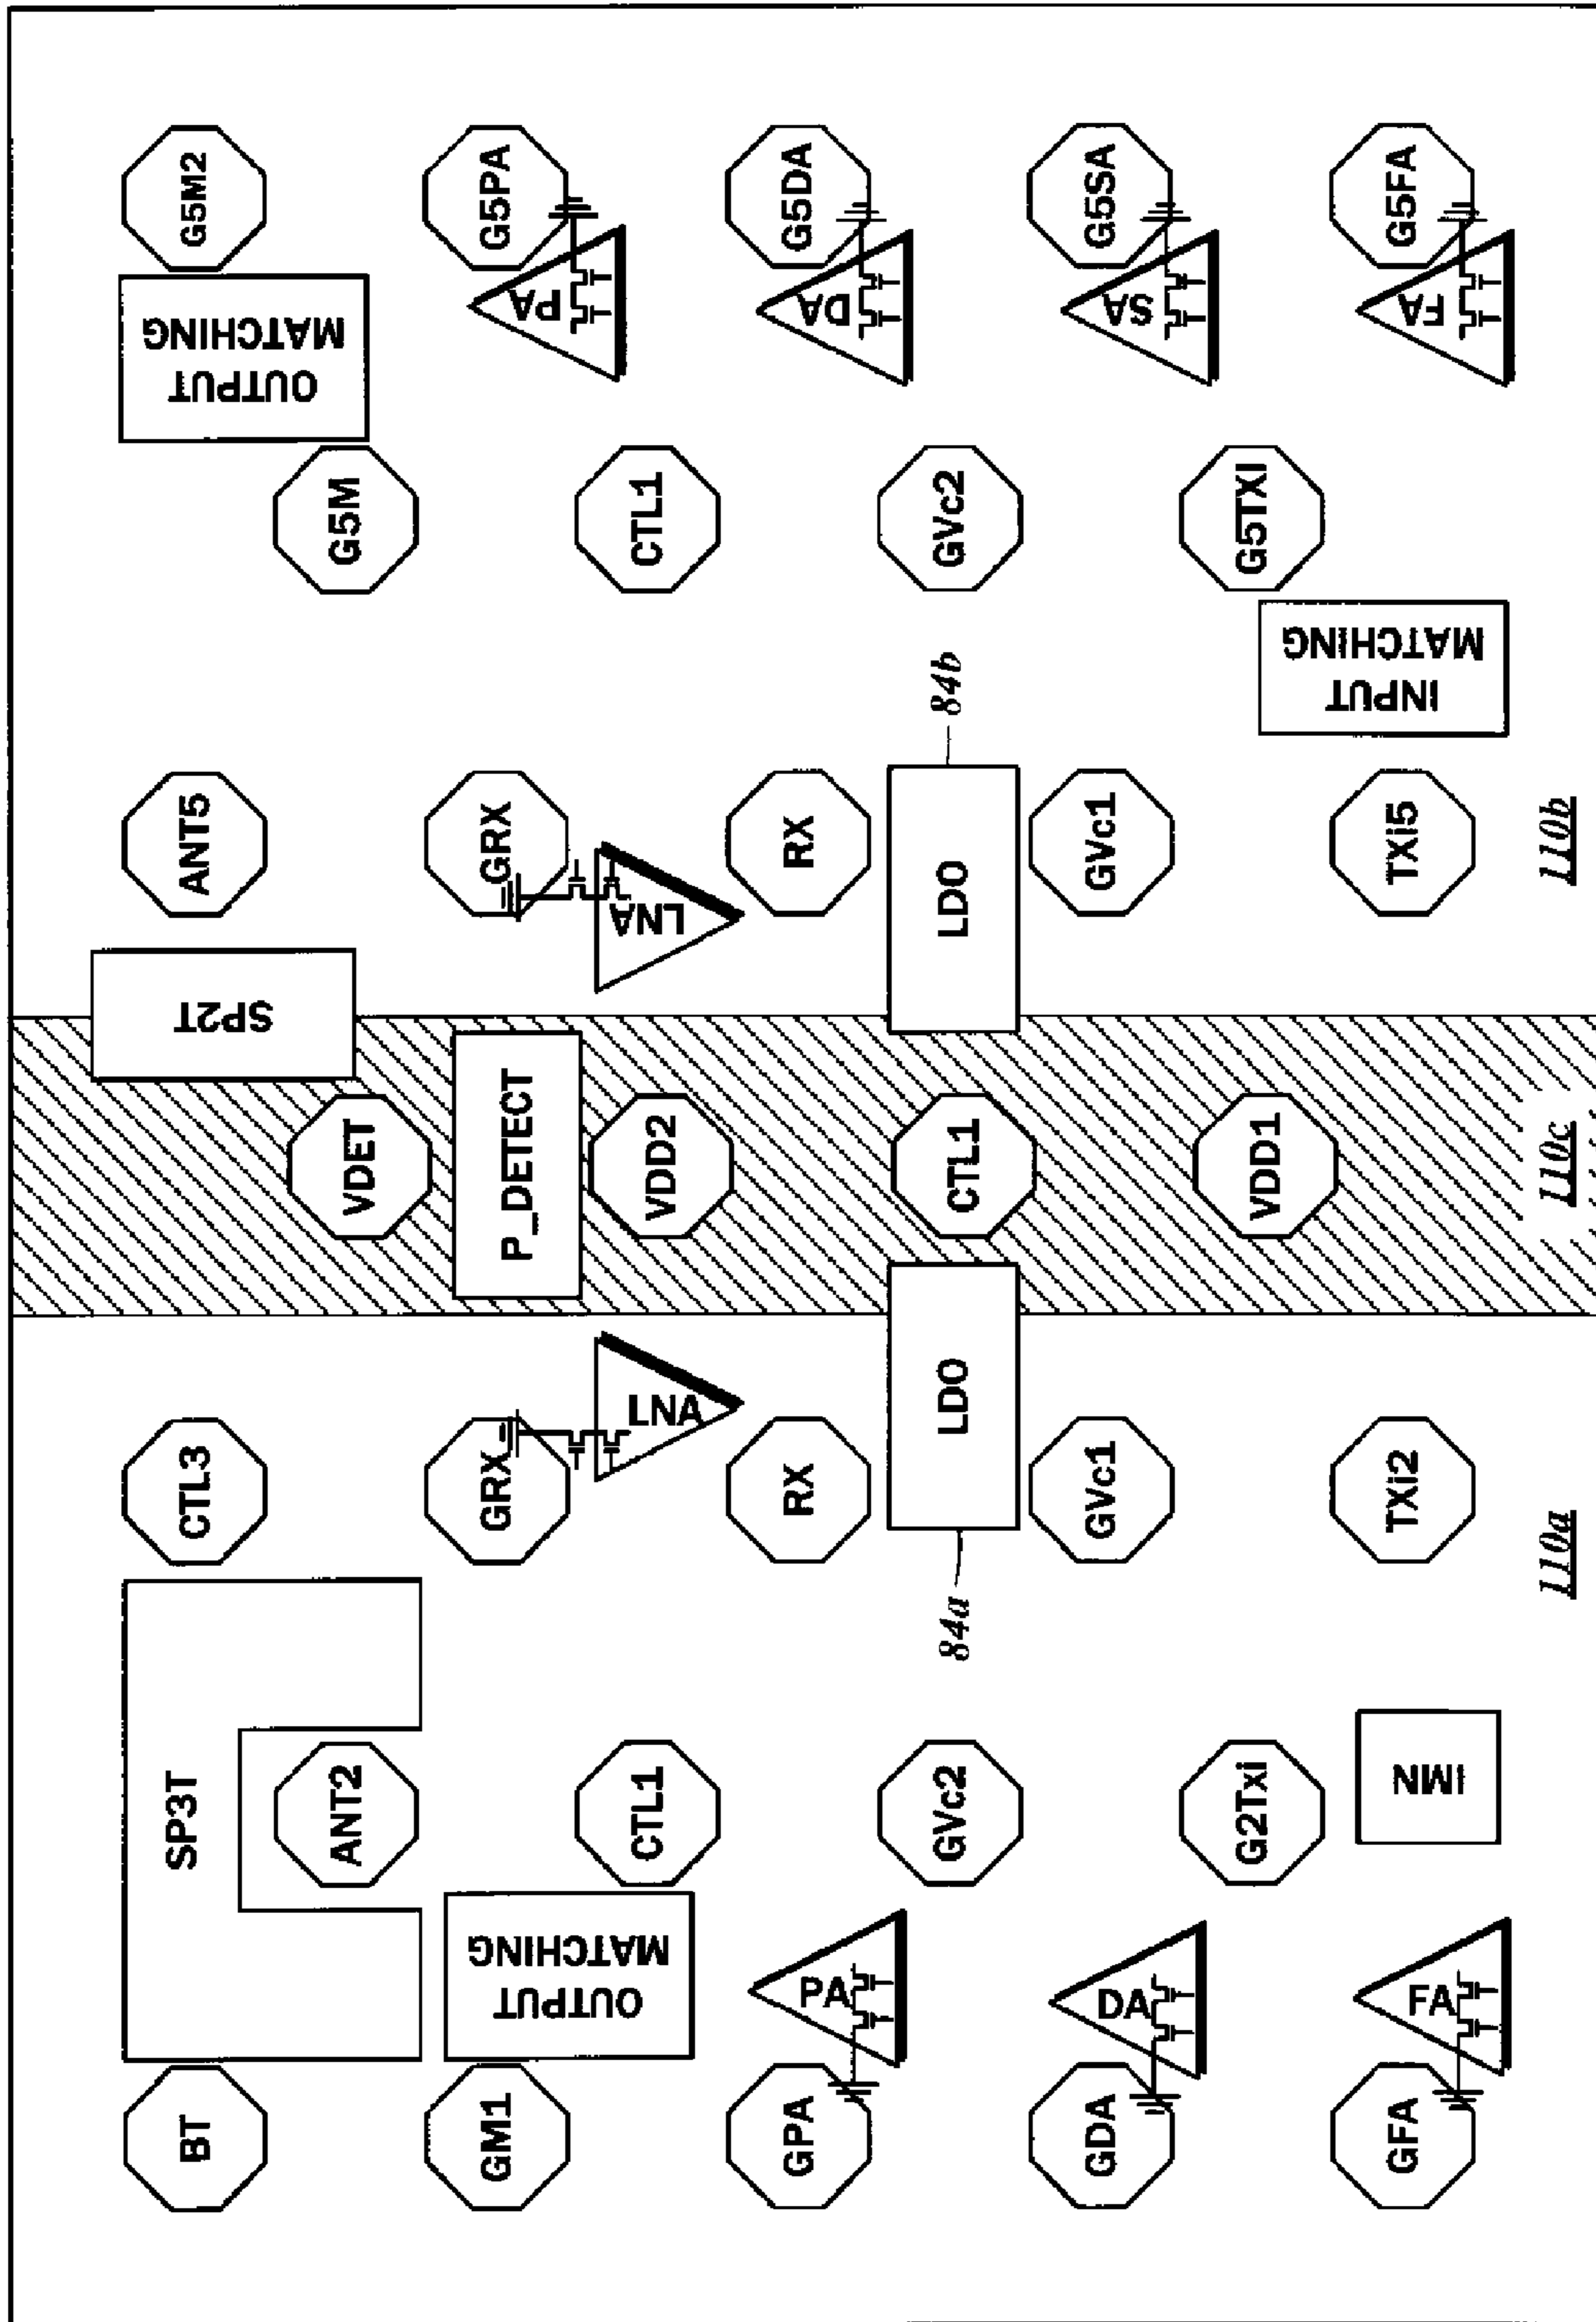 G5M2
G5PA
G5DA
G5SA
G5FA
OUTPUT
MATCHING
PA
DA
SA
FA
G5M
CTL1
GVc2
G5TXI
INPUT
MATCHING
84b
ANT5
GRX
RX
GVc1
TXi5
110b
LNA
LDO
SP2T
VDET
P_DETECT
VDD2
CTL1
VDD1
110c
LNA
LDO
CTL3
GRX
RX
GVc1
TXi2
110a
84a
SP3T
ANT2
CTL1
GVc2
G2Txi
IMN
OUTPUT
MATCHING
PA
DA
FA
BT
GM1
GPA
GDA
GFA